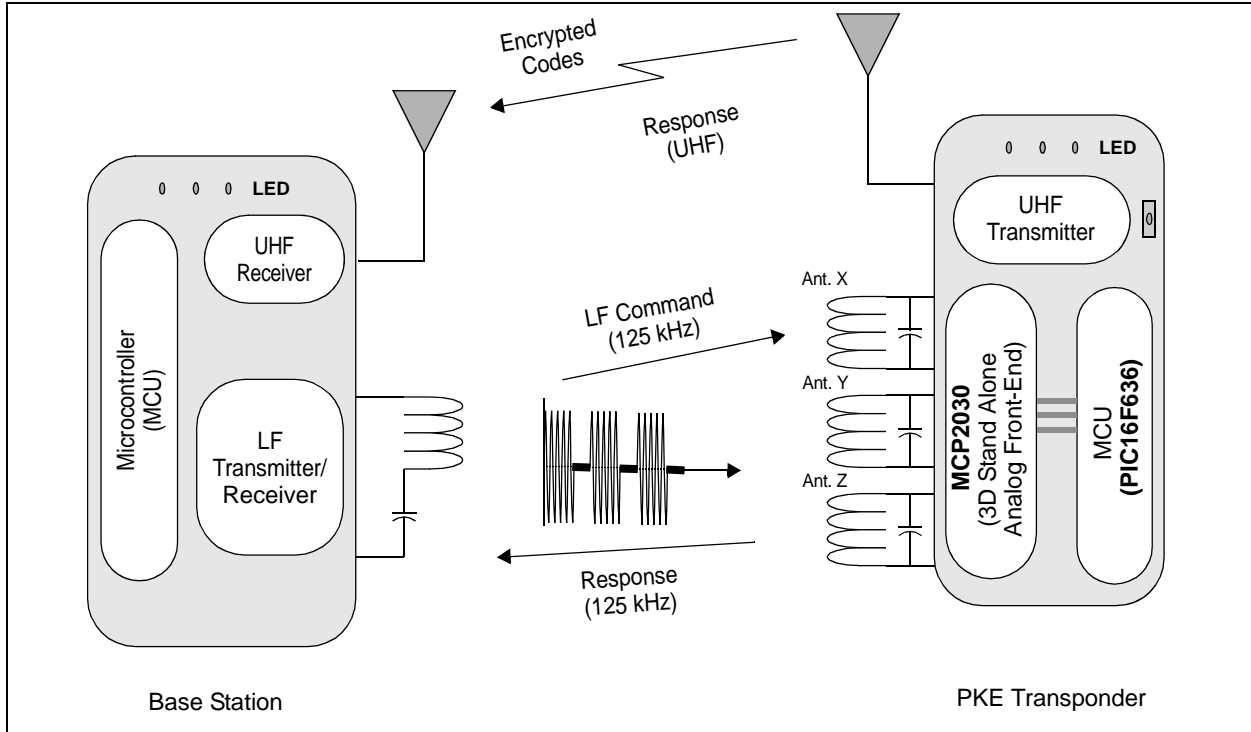 Encrypted
Codes
Response
(UHF)
LED
UHF
Receiver
Microcontroller
(MCU)
LF
Transmitter/
Receiver
Base Station
LF Command
(125 kHz)
Response
(125 kHz)
LED
UHF
Transmitter
Ant. X
Ant. Y
Ant. Z
MCP2030
(3D Stand Alone
Analog Front-End)
MCU
(PIC16F636)
PKE Transponder